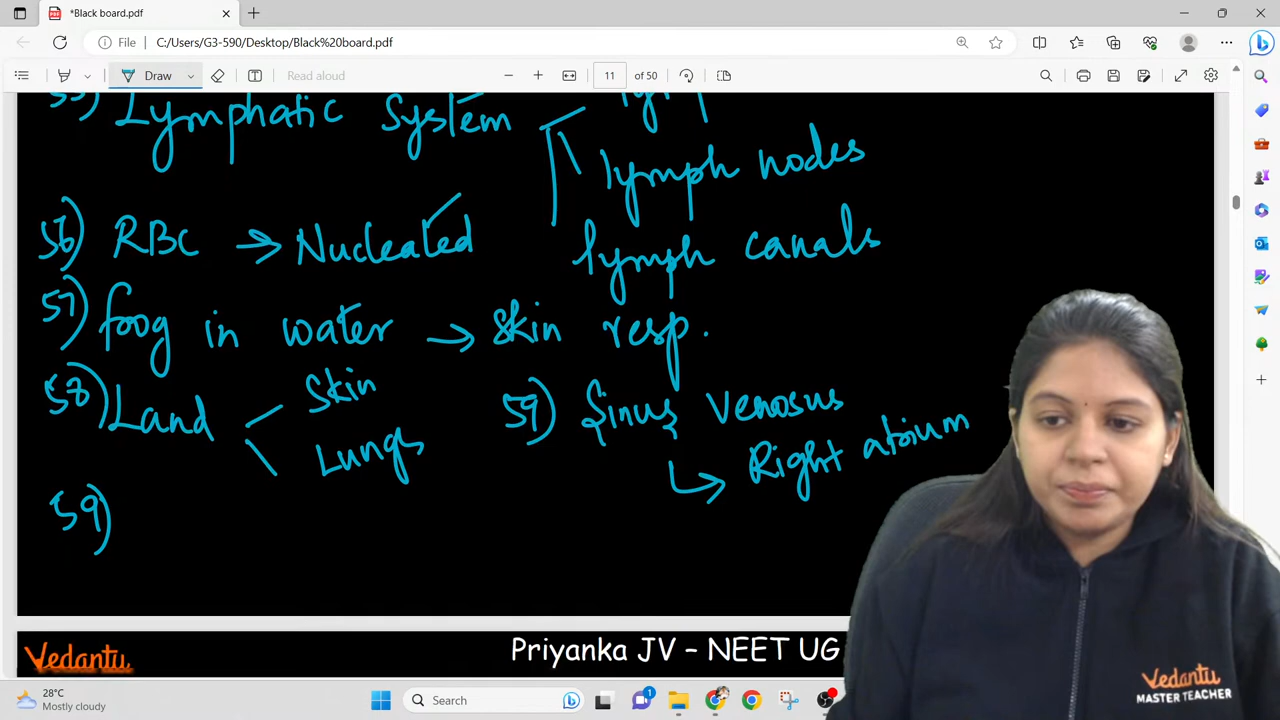 *Black board.pdf
File C:/Users/G3-590/Desktop/Black%20board.pdf
Draw Read aloud 11 of 50
55) Lymphatic System
lymph nodes
lymph canals
56) RBC → Nucleated
57) frog in water → skin resp.
58) Land
Skin
Lungs
59) Sinus venosus
↳ Right atrium
59)
Vedantu
Priyanka JV – NEET UG
Vedantu
MASTER TEACHER
28°C
Mostly cloudy
Search
1